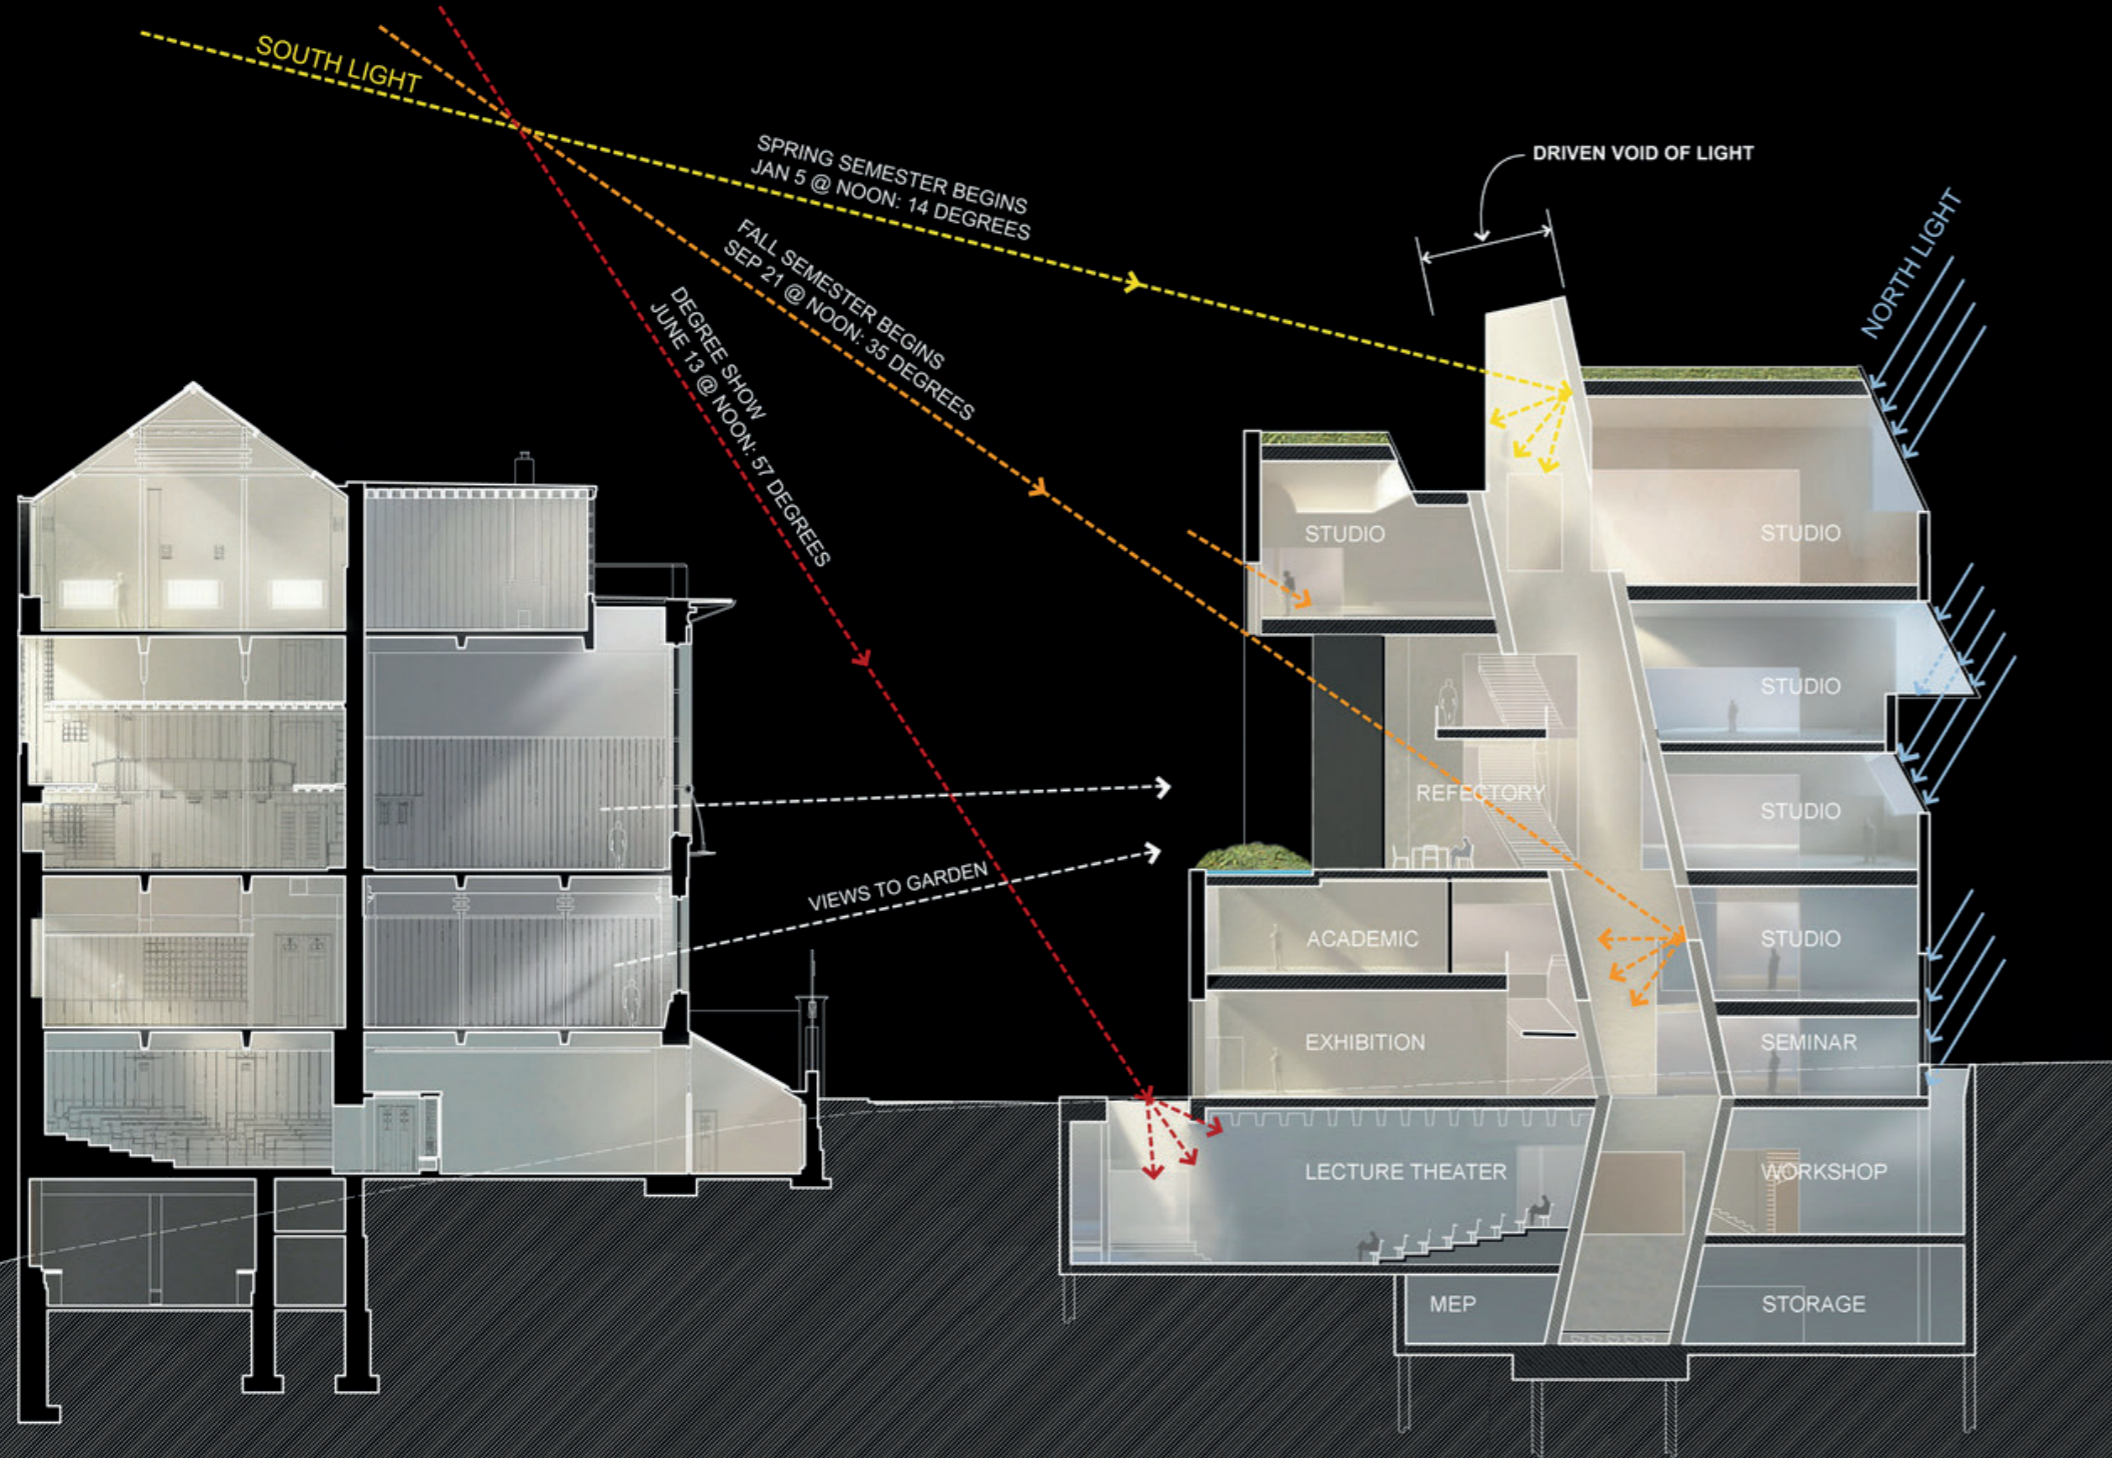 SOUTH LIGHT
SPRING SEMESTER BEGINS
JAN 5 @ NOON: 14 DEGREES
FALL SEMESTER BEGINS
SEP 21 @ NOON: 35 DEGREES
DEGREE SHOW
JUNE 13 @ NOON: 57 DEGREES
DRIVEN VOID OF LIGHT
NORTH LIGHT
STUDIO
STUDIO
STUDIO
REFECTORY
STUDIO
VIEWS TO GARDEN
ACADEMIC
STUDIO
EXHIBITION
SEMINAR
LECTURE THEATER
WORKSHOP
MEP
STORAGE